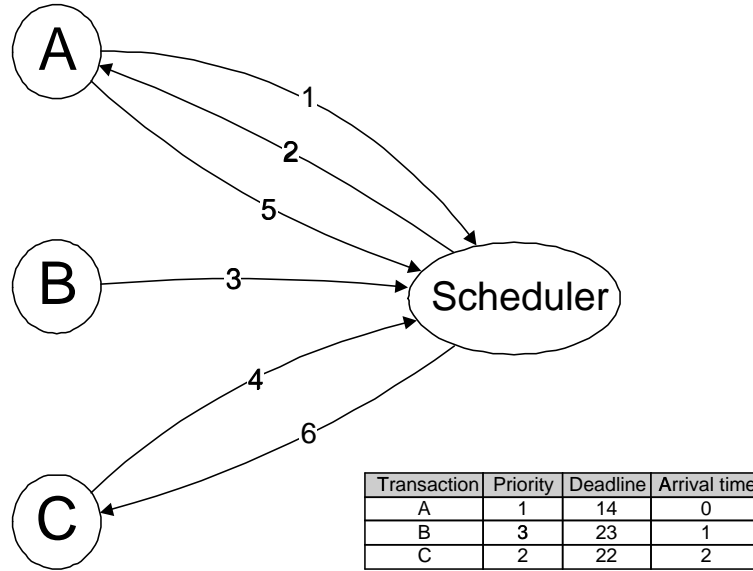 A
1
2
5
B
3
Scheduler
4
6
C
Transaction Priority Deadline Arrival time
A 1 14 0
B 3 23 1
C 2 22 2